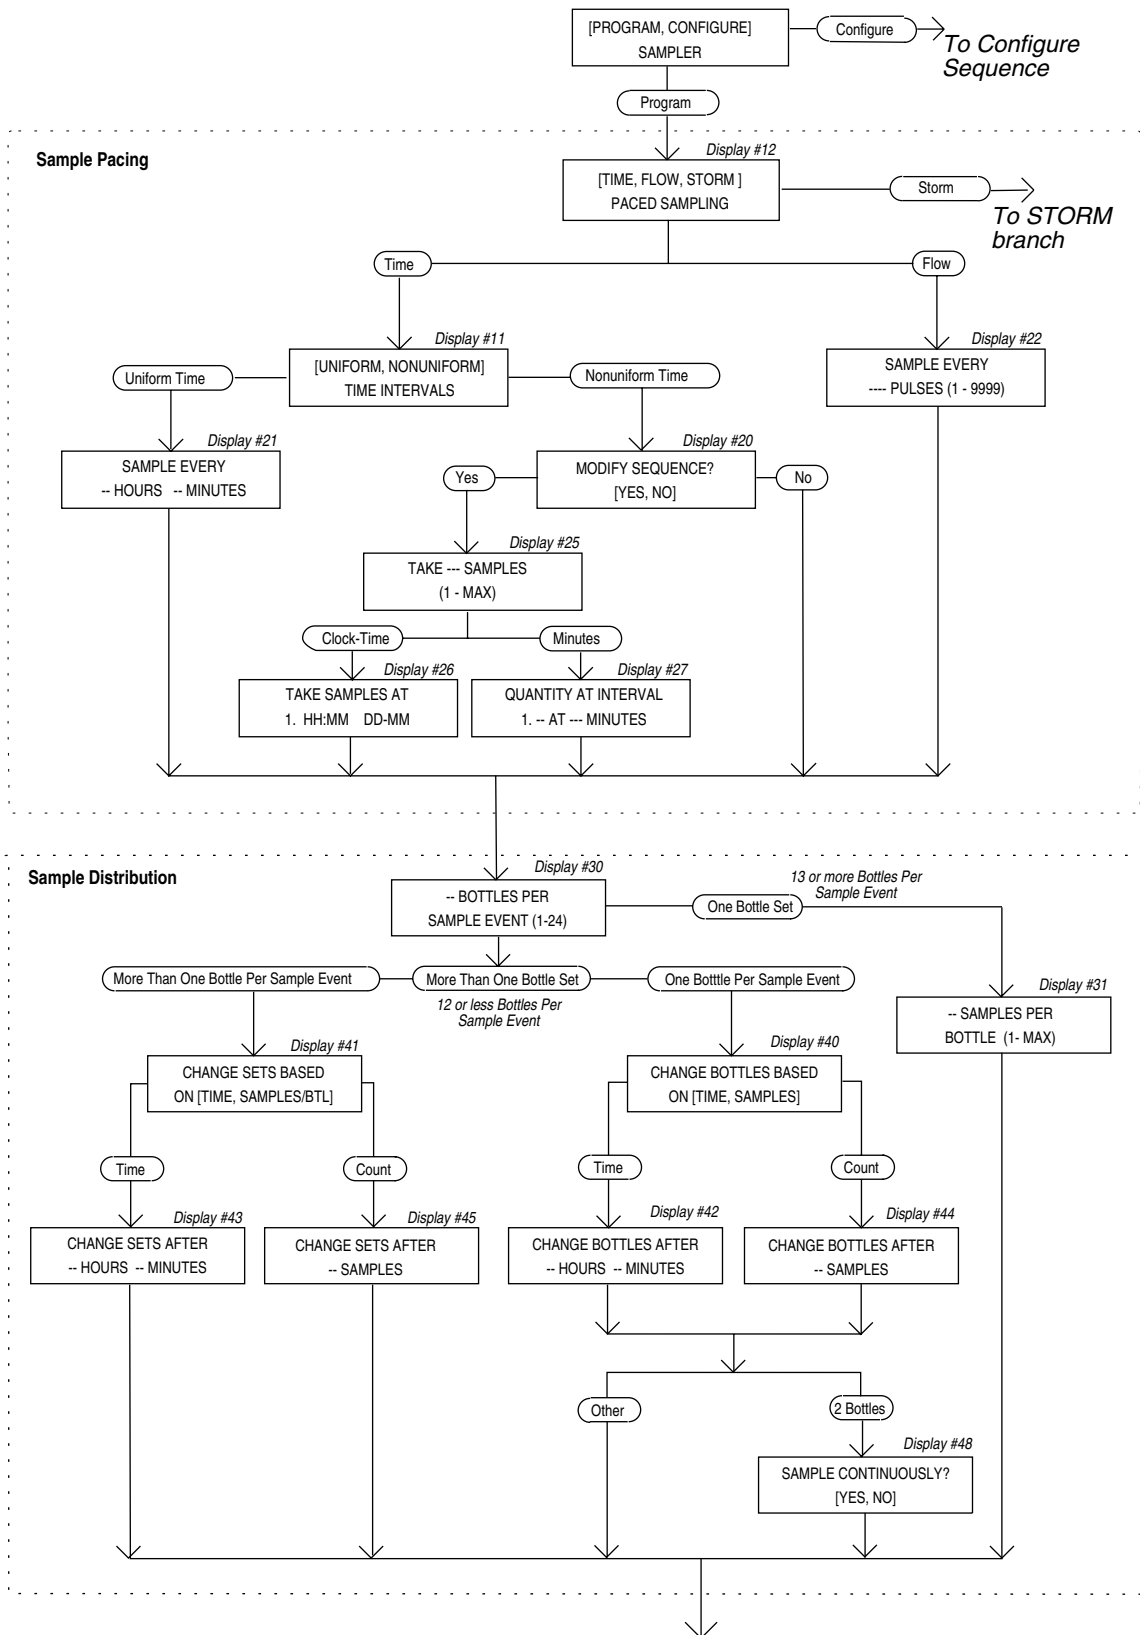 [PROGRAM, CONFIGURE]
SAMPLER
Configure
To Configure
Sequence
Program
Sample Pacing
Display #12
[TIME, FLOW, STORM ]
PACED SAMPLING
Storm
To STORM
branch
Time
Flow
Display #11
[UNIFORM, NONUNIFORM]
TIME INTERVALS
Display #22
SAMPLE EVERY
---- PULSES (1 - 9999)
Uniform Time
Nonuniform Time
Display #21
SAMPLE EVERY
-- HOURS -- MINUTES
Display #20
MODIFY SEQUENCE?
[YES, NO]
Yes
No
Display #25
TAKE --- SAMPLES
(1 - MAX)
Clock-Time
Minutes
Display #26
TAKE SAMPLES AT
1. HH:MM DD-MM
Display #27
QUANTITY AT INTERVAL
1. -- AT --- MINUTES
Sample Distribution
Display #30
-- BOTTLES PER
SAMPLE EVENT (1-24)
13 or more Bottles Per
Sample Event
One Bottle Set
More Than One Bottle Per Sample Event
More Than One Bottle Set
One Botttle Per Sample Event
12 or less Bottles Per
Sample Event
Display #31
-- SAMPLES PER
BOTTLE (1- MAX)
Display #41
CHANGE SETS BASED
ON [TIME, SAMPLES/BTL]
Display #40
CHANGE BOTTLES BASED
ON [TIME, SAMPLES]
Time
Count
Time
Count
Display #43
CHANGE SETS AFTER
-- HOURS -- MINUTES
Display #45
CHANGE SETS AFTER
-- SAMPLES
Display #42
CHANGE BOTTLES AFTER
-- HOURS -- MINUTES
Display #44
CHANGE BOTTLES AFTER
-- SAMPLES
Other
2 Bottles
Display #48
SAMPLE CONTINUOUSLY?
[YES, NO]